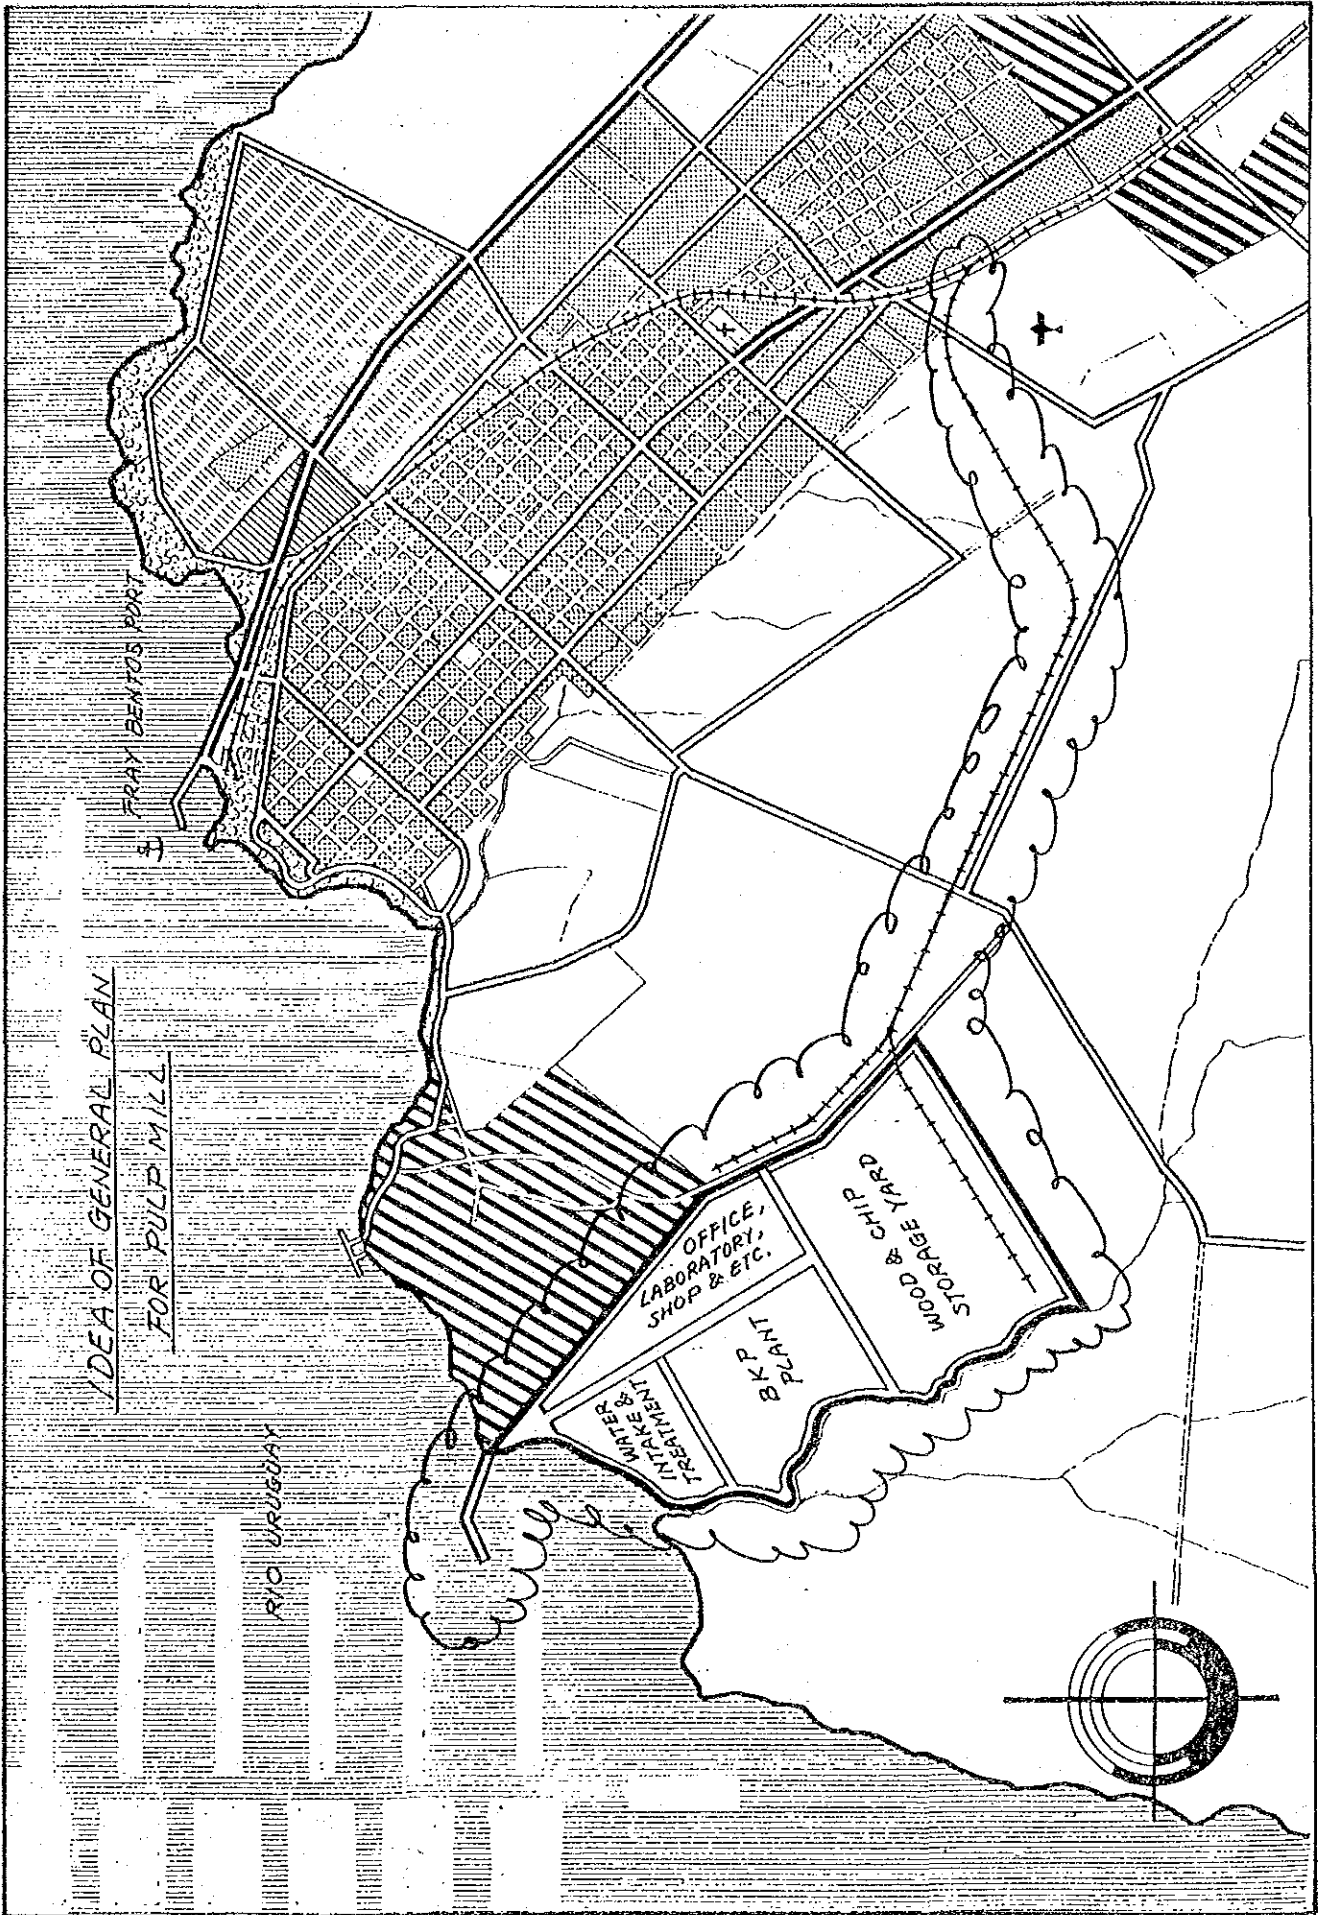 IDEA OF GENERAL PLAN
FOR PULP MILL
FRAY BENTOS PORT
RIO URUGUAY
OFFICE,
LABORATORY,
SHOP & ETC.
WATER
INTAKE &
TREATMENT
BKP
PLANT
WOOD & CHIP
STORAGE YARD